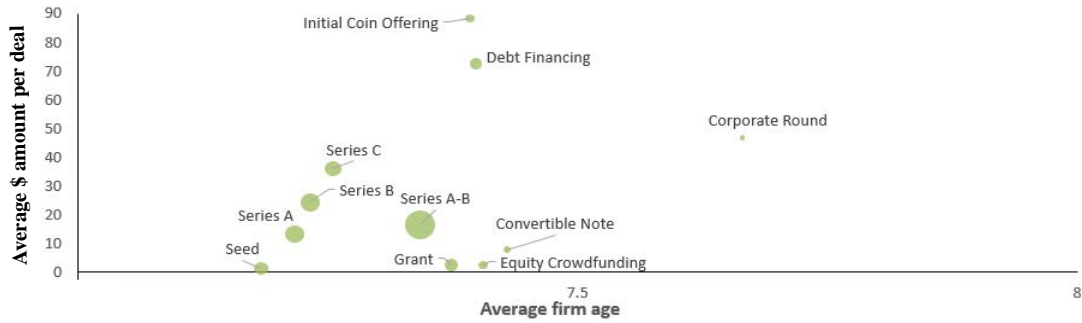 Average $ amount per deal
90
80
70
60
50
40
30
20
10
0
Initial Coin Offering
Debt Financing
Corporate Round
Series C
Series B
Series A-B
Series A
Convertible Note
Seed
Grant
Equity Crowdfunding
7.5
8
Average firm age